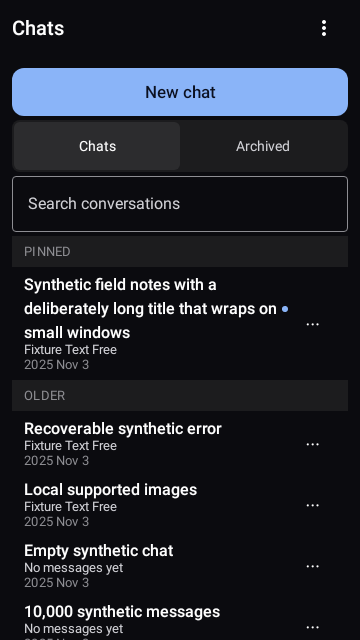 Chats
New chat
Chats
Archived
Search conversations
PINNED
Synthetic field notes with a
deliberately long title that wraps on
small windows
Fixture Text Free
2025 Nov 3
OLDER
Recoverable synthetic error
Fixture Text Free
2025 Nov 3
Local supported images
Fixture Text Free
2025 Nov 3
Empty synthetic chat
No messages yet
2025 Nov 3
10,000 synthetic messages
No messages yet